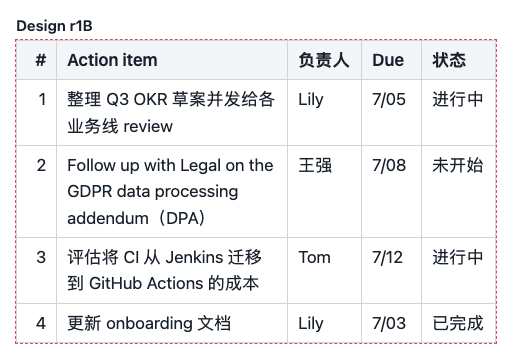 Design r1B
# Action item 负责人 Due 状态
1 整理 Q3 OKR 草案并发给各 Lily 7/05 进行中
业务线 review
2 Follow up with Legal on the 王强 7/08 未开始
GDPR data processing
addendum（DPA）
3 评估将 CI 从 Jenkins 迁移 Tom 7/12 进行中
到 GitHub Actions 的成本
4 更新 onboarding 文档 Lily 7/03 已完成